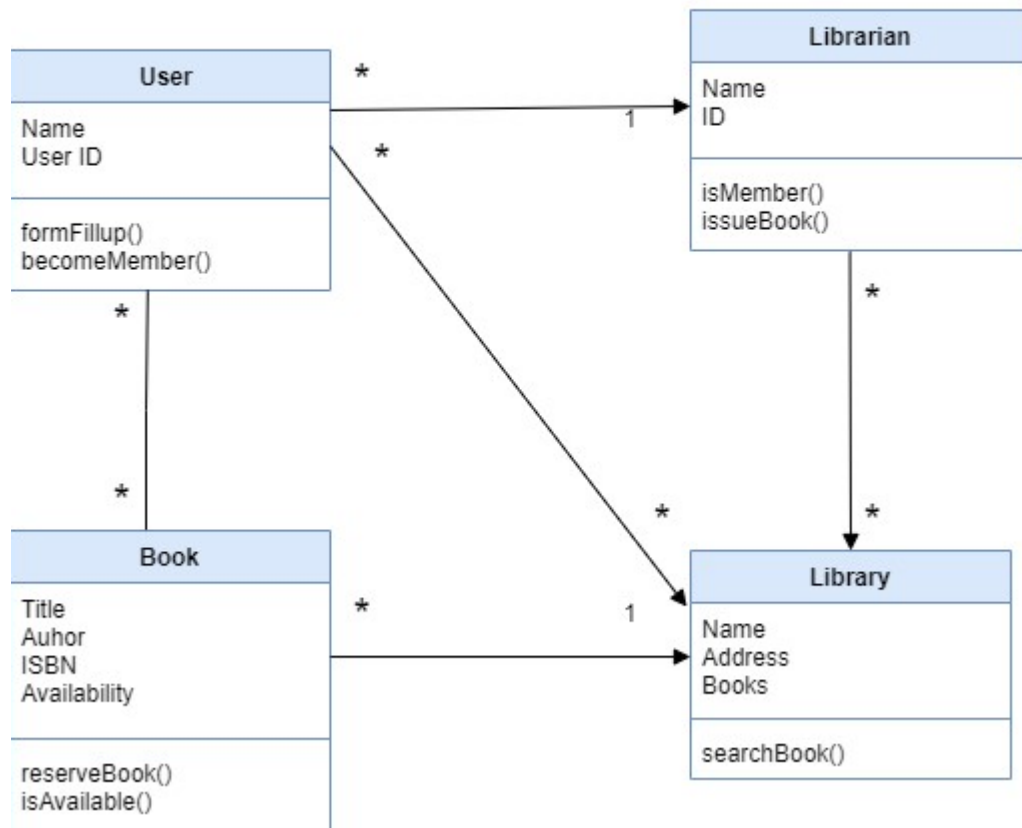 User
Name
User ID
formFillup()
becomeMember()
*
1
*
Librarian
Name
ID
isMember()
issueBook()
*
*
*
*
*
Book
Title
Auhor
ISBN
Availability
reserveBook()
isAvailable()
*
1
Library
Name
Address
Books
searchBook()